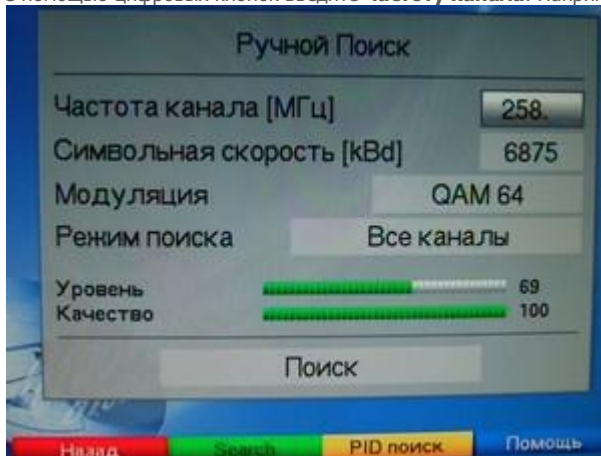 Ручной Поиск
Частота канала [МГц] 258.
Символьная скорость [kBd] 6875
Модуляция QAM 64
Режим поиска Все каналы
Уровень 69
Качество 100
Поиск
Назад Search PID поиск Помощь